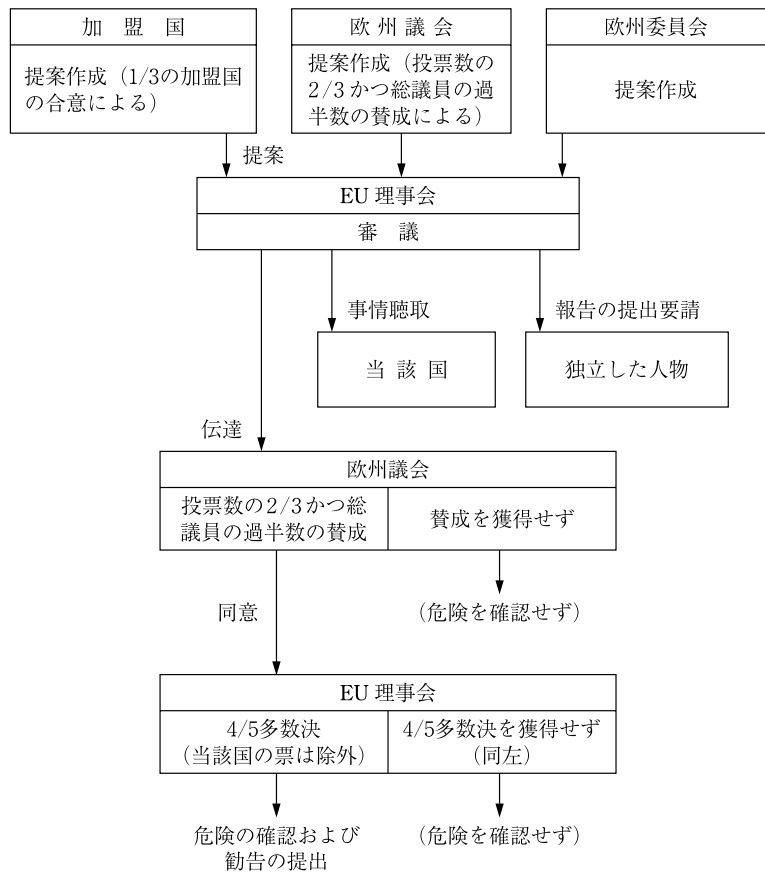 加盟国
提案作成（1/3の加盟国
の合意による）
欧州議会
提案作成（投票数の
2/3かつ総議員の過
半数の賛成による）
欧州委員会
提案作成
提案
EU理事会
審議
事情聴取
報告の提出要請
当該国
独立した人物
伝達
欧州議会
投票数の2/3かつ総
議員の過半数の賛成
賛成を獲得せず
同意
（危険を確認せず）
EU理事会
4/5多数決
（当該国の票は除外）
4/5多数決を獲得せず
（同左）
危険の確認および
勧告の提出
（危険を確認せず）